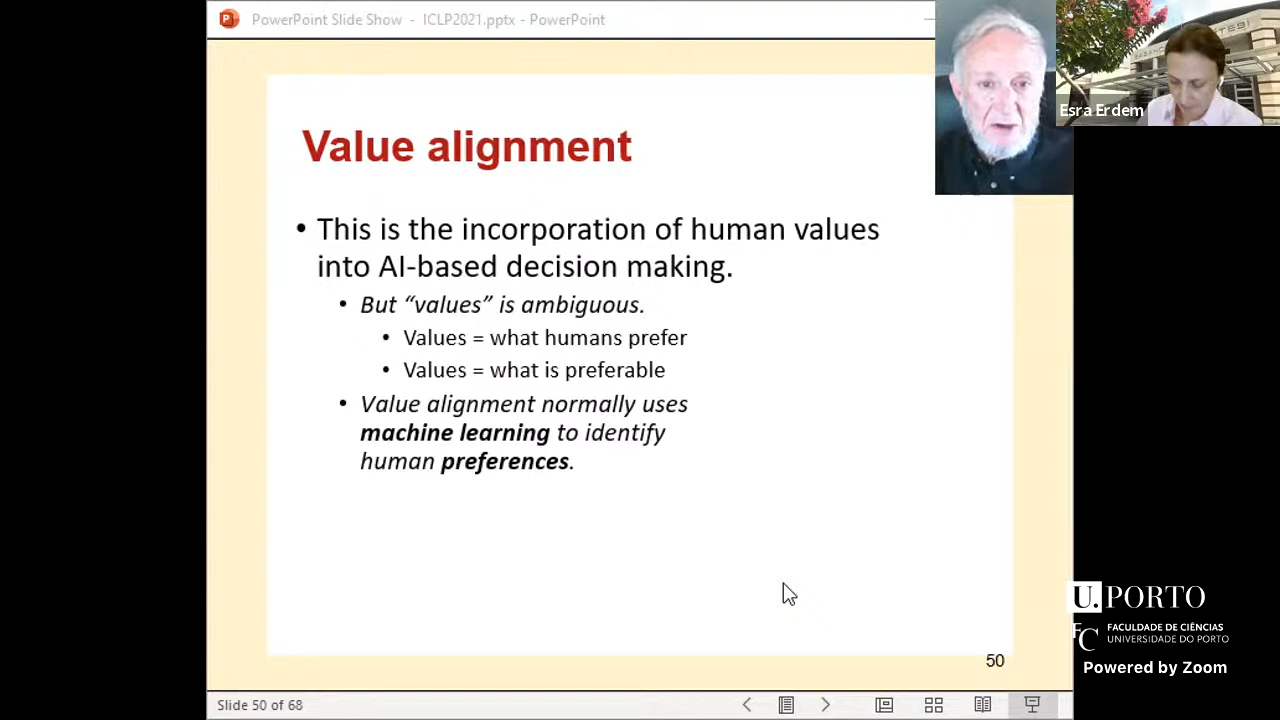 PowerPoint Slide Show - ICLP2021.pptx - PowerPoint
Esra Erdem
Value alignment
• This is the incorporation of human values
into AI-based decision making.
• But “values” is ambiguous.
• Values = what humans prefer
• Values = what is preferable
• Value alignment normally uses
machine learning to identify
human preferences.
50
U.PORTO
FC FACULDADE DE CIÊNCIAS
UNIVERSIDADE DO PORTO
Powered by Zoom
Slide 50 of 68